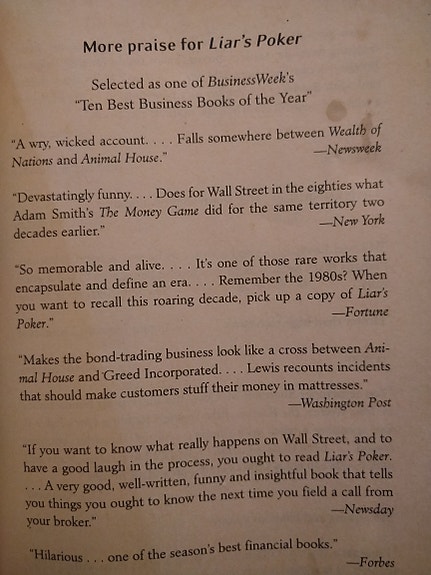 More praise for Liar's Poker
Selected as one of BusinessWeek's
"Ten Best Business Books of the Year"
"A wry, wicked account. . . . Falls somewhere between Wealth of
Nations and Animal House."
—Newsweek
"Devastatingly funny. . . . Does for Wall Street in the eighties what
Adam Smith's The Money Game did for the same territory two
decades earlier."
—New York
"So memorable and alive. . . . It's one of those rare works that
encapsulate and define an era. . . . Remember the 1980s? When
you want to recall this roaring decade, pick up a copy of Liar's
Poker."
—Fortune
"Makes the bond-trading business look like a cross between Ani-
mal House and Greed Incorporated. . . . Lewis recounts incidents
that should make customers stuff their money in mattresses."
—Washington Post
"If you want to know what really happens on Wall Street, and to
have a good laugh in the process, you ought to read Liar's Poker.
. . . A very good, well-written, funny and insightful book that tells
you things you ought to know the next time you field a call from
your broker."
—Newsday
"Hilarious . . . one of the season's best financial books."
—Forbes